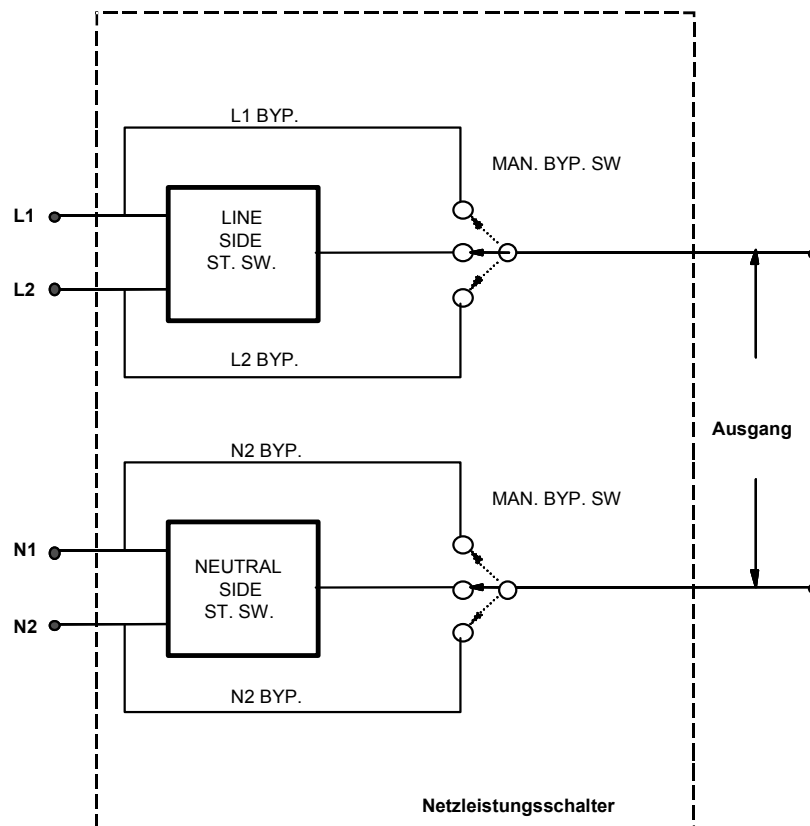 L1 BYP.
MAN. BYP. SW
L1
LINE
SIDE
ST. SW.
L2
L2 BYP.
Ausgang
N2 BYP.
MAN. BYP. SW
N1
NEUTRAL
SIDE
ST. SW.
N2
N2 BYP.
Netzleistungsschalter